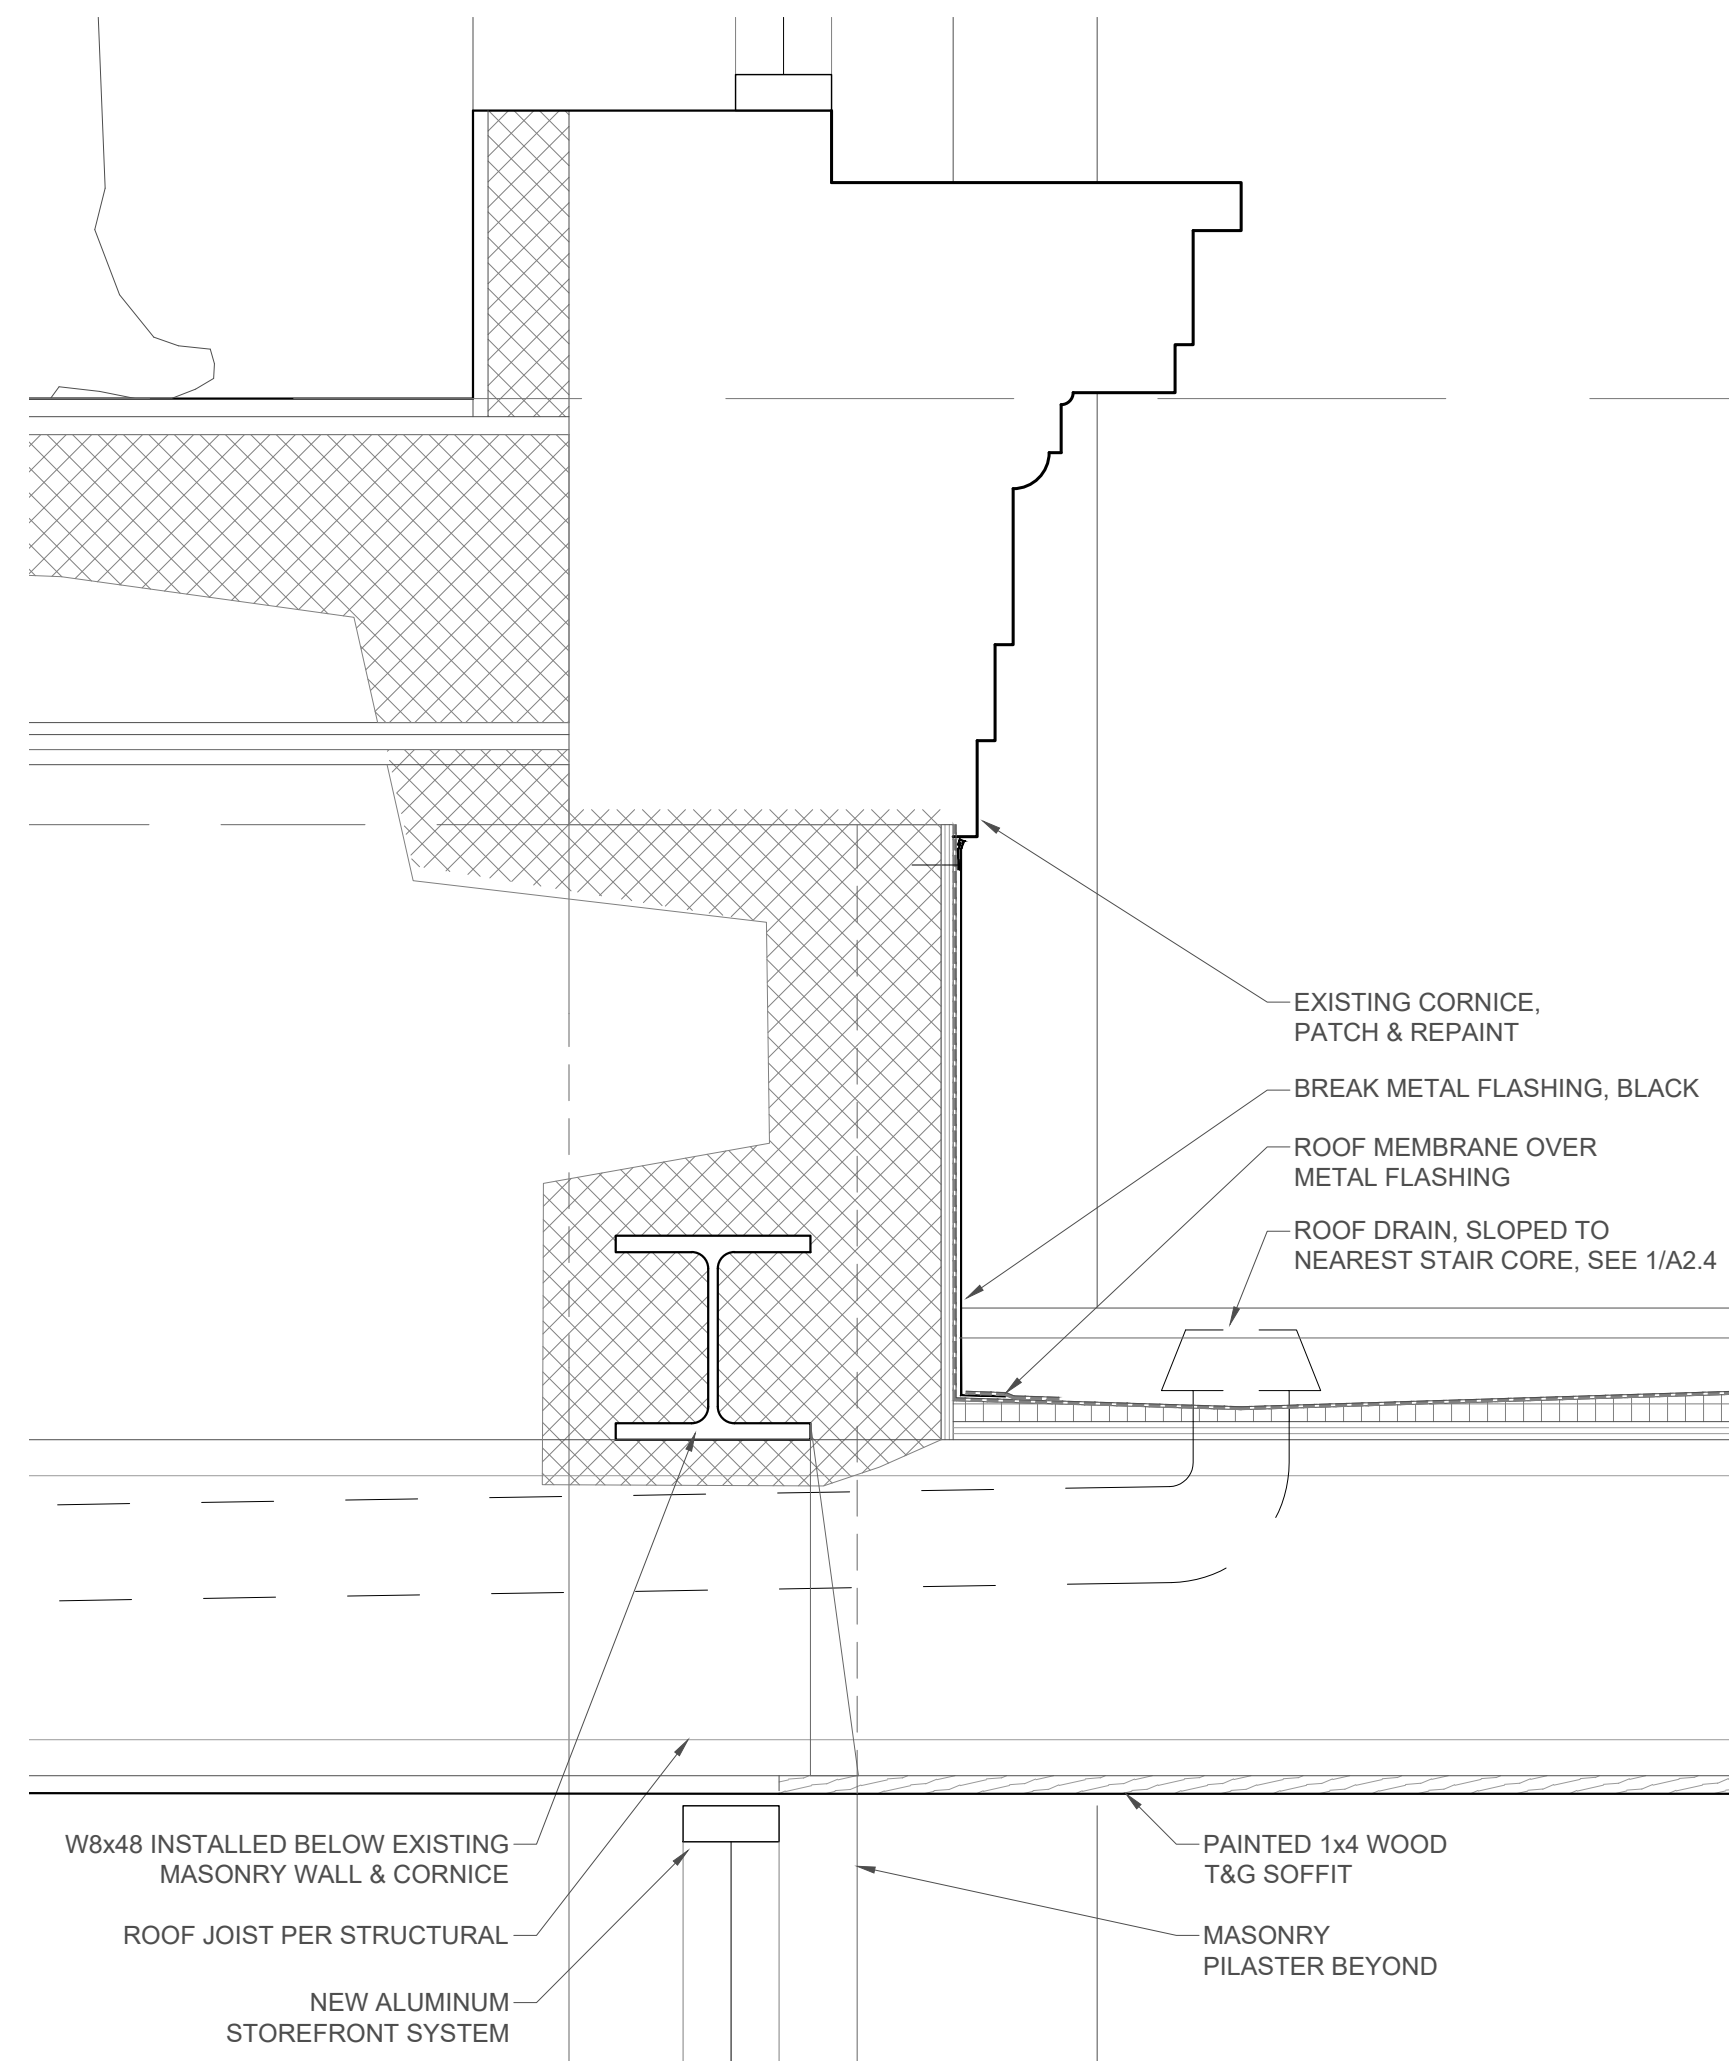 EXISTING CORNICE,
PATCH & REPAINT
BREAK METAL FLASHING, BLACK
ROOF MEMBRANE OVER
METAL FLASHING
ROOF DRAIN, SLOPED TO
NEAREST STAIR CORE, SEE 1/A2.4
W8x48 INSTALLED BELOW EXISTING
MASONRY WALL & CORNICE
ROOF JOIST PER STRUCTURAL
NEW ALUMINUM
STOREFRONT SYSTEM
PAINTED 1x4 WOOD
T&G SOFFIT
MASONRY
PILASTER BEYOND